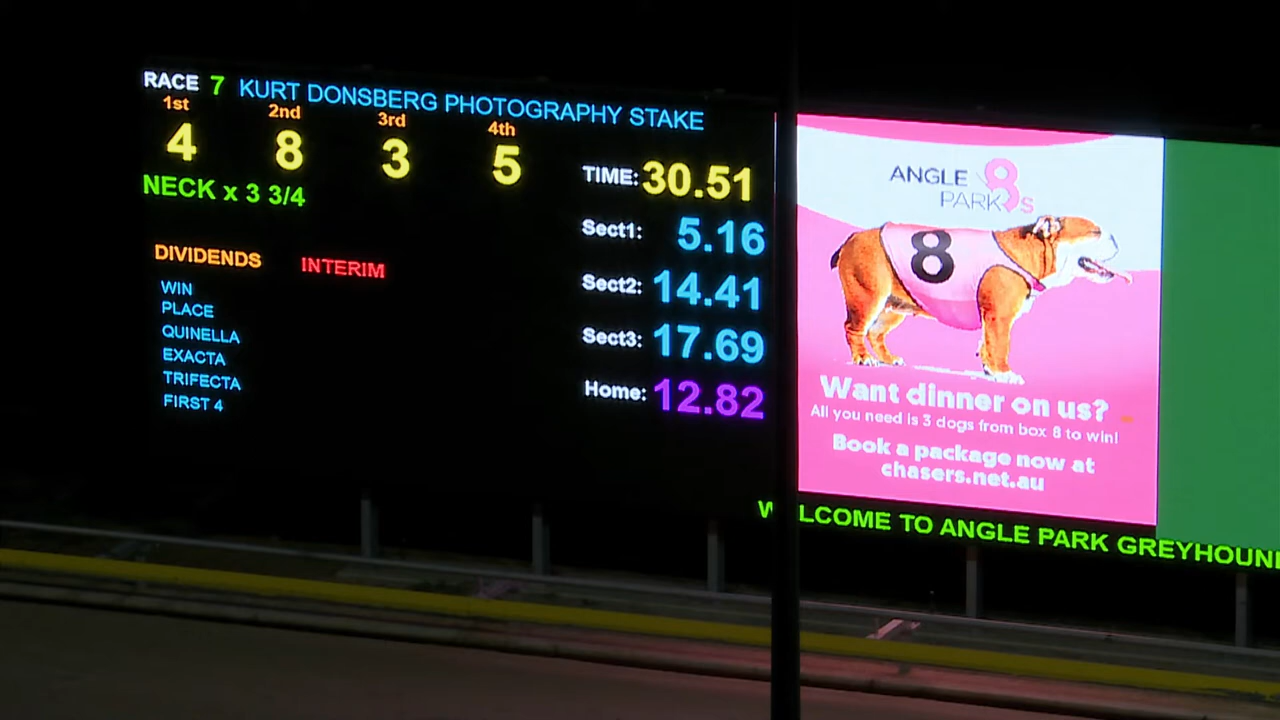 RACE 7 KURT DONSBERG PHOTOGRAPHY STAKE
1st 2nd 3rd 4th
4 8 3 5
NECK x 3 3/4
TIME: 30.51
Sect1: 5.16
Sect2: 14.41
Sect3: 17.69
Home: 12.82
DIVIDENDS INTERIM
WIN
PLACE
QUINELLA
EXACTA
TRIFECTA
FIRST 4
ANGLE
PARK 8s
8
Want dinner on us?
All you need is 3 dogs from box 8 to win!
Book a package now at
chasers.net.au
W LCOME TO ANGLE PARK GREYHOUN